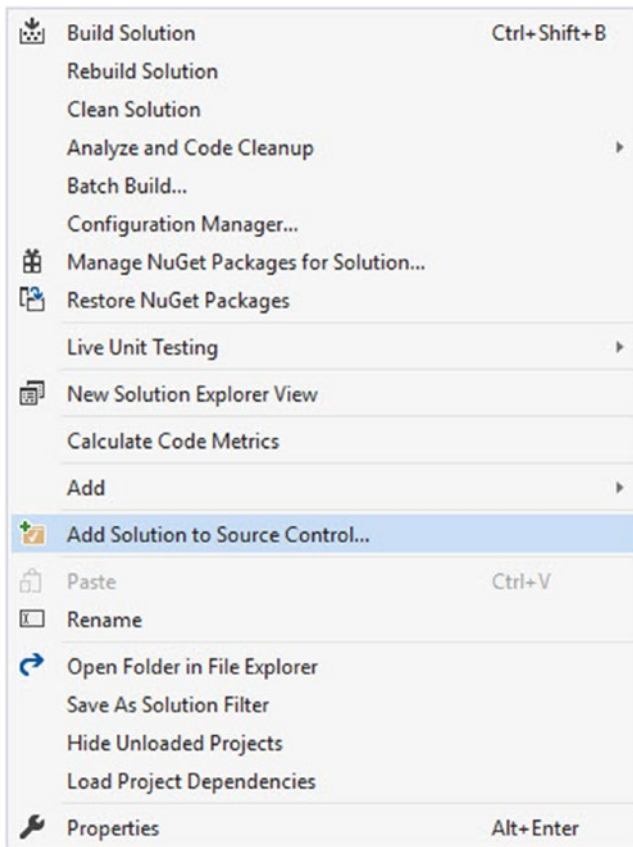 Build Solution Ctrl+Shift+B
Rebuild Solution
Clean Solution
Analyze and Code Cleanup
Batch Build...
Configuration Manager...
Manage NuGet Packages for Solution...
Restore NuGet Packages
Live Unit Testing
New Solution Explorer View
Calculate Code Metrics
Add
Add Solution to Source Control...
Paste Ctrl+V
Rename
Open Folder in File Explorer
Save As Solution Filter
Hide Unloaded Projects
Load Project Dependencies
Properties Alt+Enter